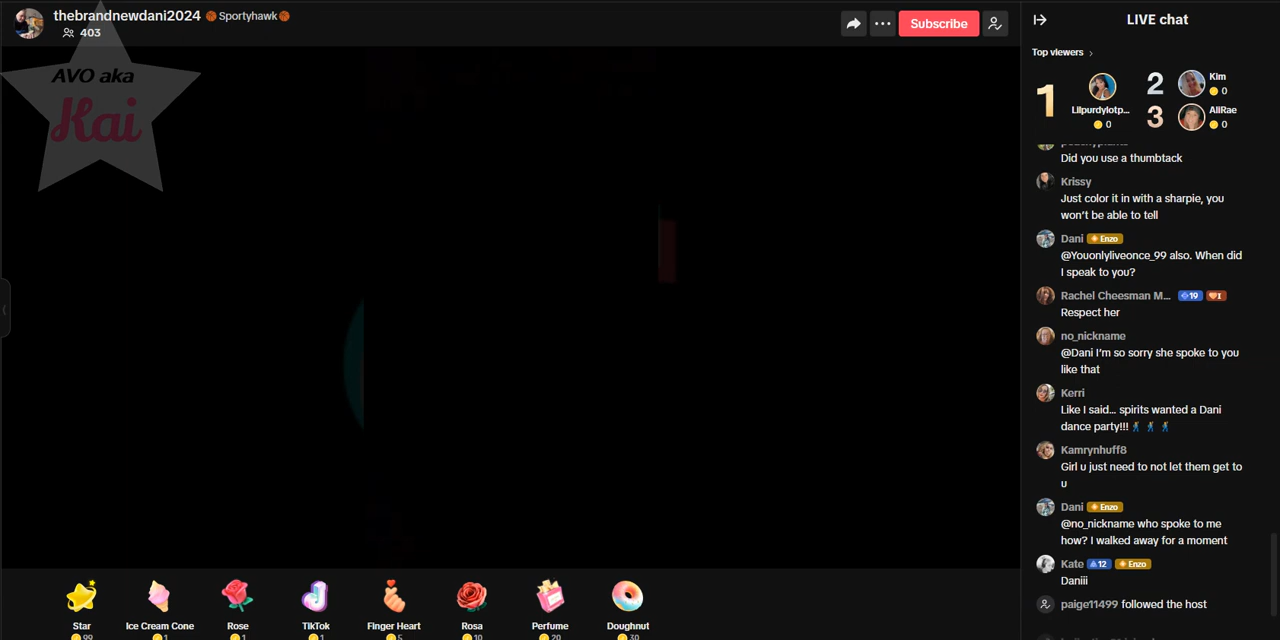 thebrandnewdani2024 🏀 Sportyhawk🏀
403
Subscribe
AVO aka
Kai
LIVE chat
Top viewers
1
Lilpurdylotp...
0
2
Kim
0
3
AliRae
0
Did you use a thumbtack
Krissy
Just color it in with a sharpie, you
won't be able to tell
Dani Enzo
@Youonlyliveonce_99 also. When did
I speak to you?
Rachel Cheesman M... 19 I
Respect her
no_nickname
@Dani I'm so sorry she spoke to you
like that
Kerri
Like I said... spirits wanted a Dani
dance party!!!
Kamrynhuff8
Girl u just need to not let them get to
u
Dani Enzo
@no_nickname who spoke to me
how? I walked away for a moment
Kate 12 Enzo
Daniii
paige11499 followed the host
Star
99
Ice Cream Cone
1
Rose
1
TikTok
1
Finger Heart
5
Rosa
10
Perfume
20
Doughnut
30